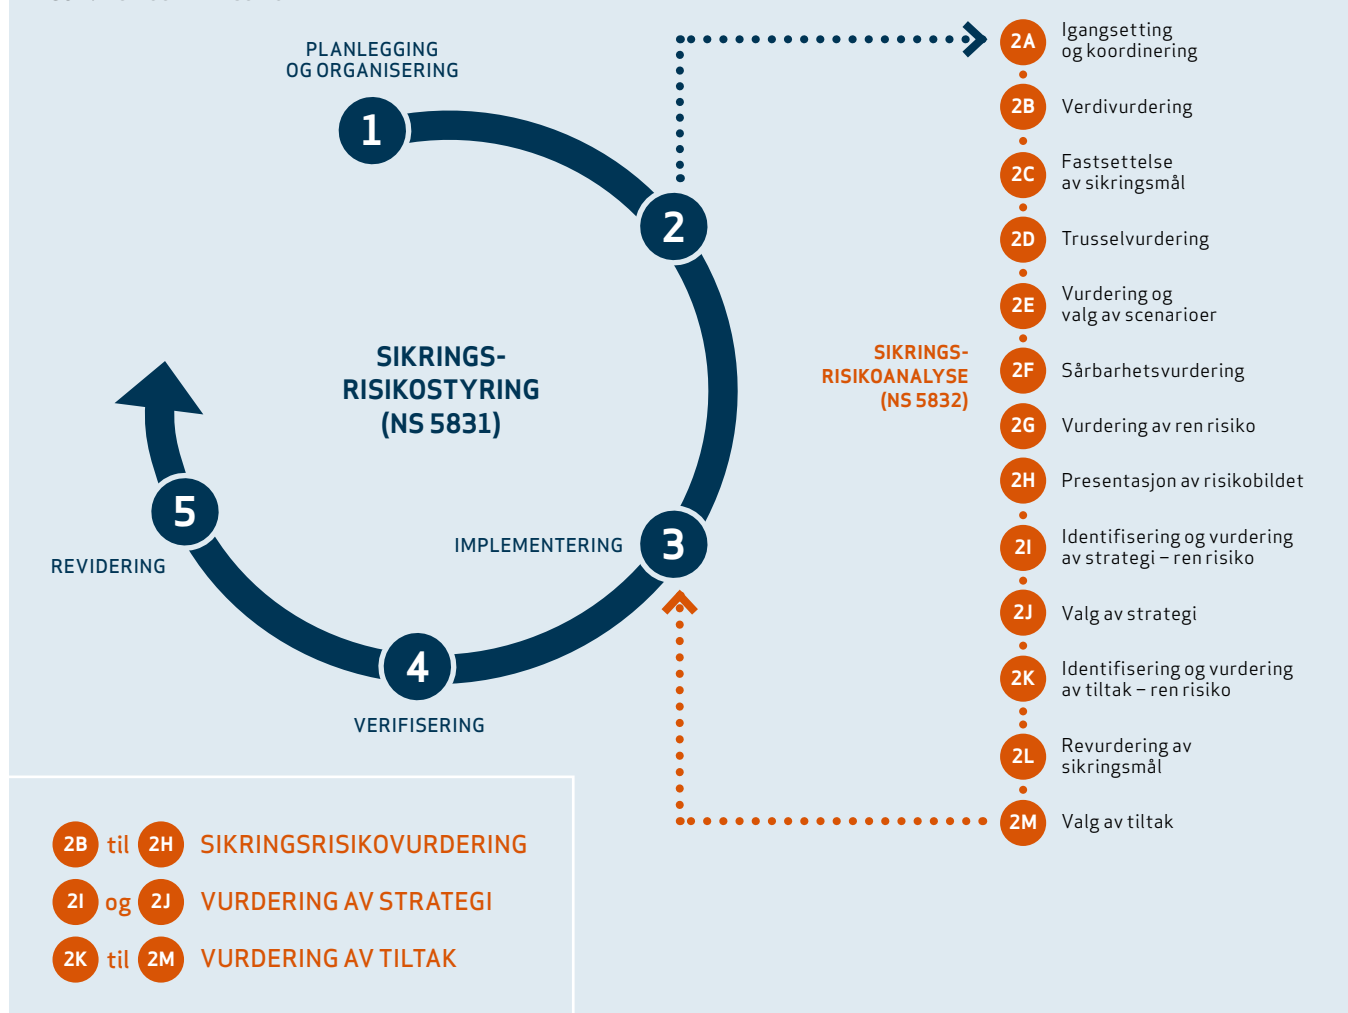 PLANLEGGING
OG ORGANISERING
1
2
SIKRINGS-
RISIKOSTYRING
(NS 5831)
3
IMPLEMENTERING
4
VERIFISERING
5
REVIDERING
SIKRINGS-
RISIKOANALYSE
(NS 5832)
2A Igangsetting
og koordinering
2B Verdivurdering
2C Fastsettelse
av sikringsmål
2D Trusselvurdering
2E Vurdering og
valg av scenarioer
2F Sårbarhetsvurdering
2G Vurdering av ren risiko
2H Presentasjon av risikobildet
2I Identifisering og vurdering
av strategi – ren risiko
2J Valg av strategi
2K Identifisering og vurdering
av tiltak – ren risiko
2L Revurdering av
sikringsmål
2M Valg av tiltak
2B til 2H SIKRINGSRISIKOVURDERING
2I og 2J VURDERING AV STRATEGI
2K til 2M VURDERING AV TILTAK